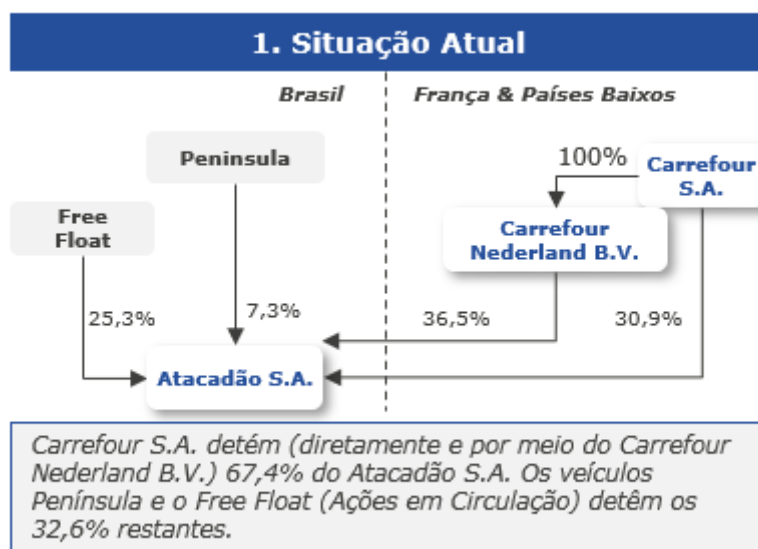 1. Situação Atual
Brasil
França & Países Baixos
Peninsula
100%
Carrefour
S.A.
Free
Float
Carrefour
Nederland B.V.
25,3%
7,3%
36,5%
30,9%
Atacadão S.A.
Carrefour S.A. detém (diretamente e por meio do Carrefour
Nederland B.V.) 67,4% do Atacadão S.A. Os veículos
Península e o Free Float (Ações em Circulação) detêm os
32,6% restantes.